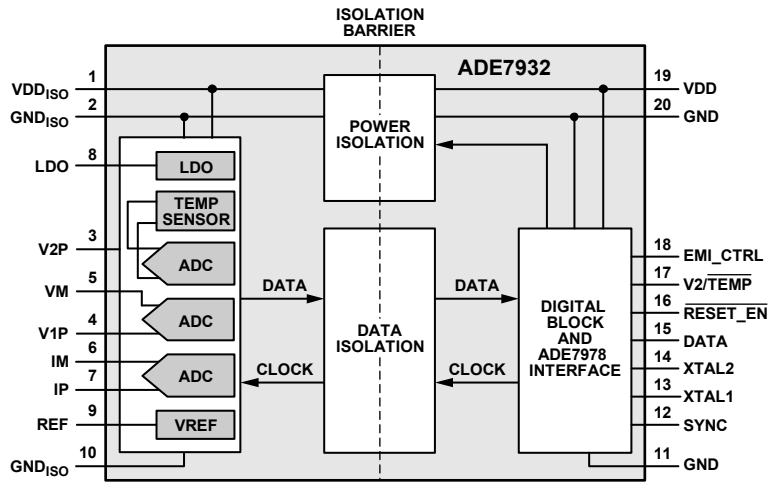 ISOLATION
BARRIER
ADE7932
1
VDDISO
2
GNDISO
8
LDO
3
V2P
5
VM
4
V1P
6
IM
7
IP
9
REF
10
GNDISO
LDO
TEMP
SENSOR
ADC
ADC
ADC
VREF
POWER
ISOLATION
DATA
CLOCK
DATA
ISOLATION
DATA
CLOCK
DIGITAL
BLOCK
AND
ADE7978
INTERFACE
19
VDD
20
GND
18
EMI_CTRL
17
V2/TEMP
16
RESET_EN
15
DATA
14
XTAL2
13
XTAL1
12
SYNC
11
GND